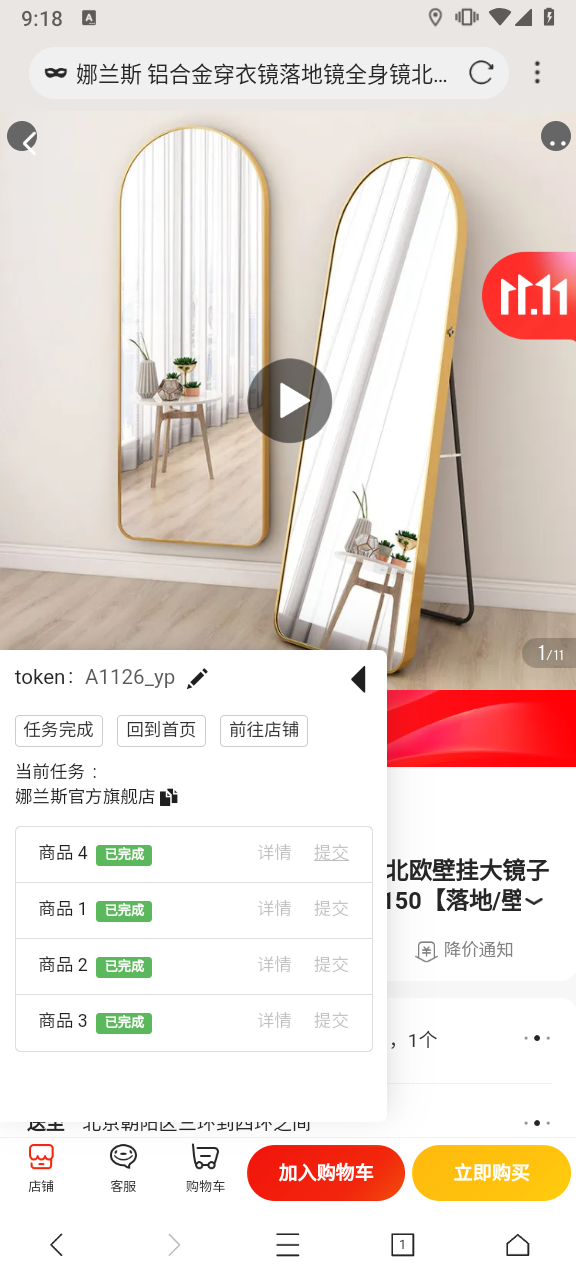 9:18
A
娜兰斯 铝合金穿衣镜落地镜全身镜北...
11.11
1/11
token： A1126_yp
任务完成 回到首页 前往店铺
当前任务 ：
娜兰斯官方旗舰店
商品 4 已完成 详情 提交
商品 1 已完成 详情 提交
商品 2 已完成 详情 提交
商品 3 已完成 详情 提交
北欧壁挂大镜子
150【落地/壁
降价通知
，1个
送至 北京朝阳区三环到四环之间
店铺 客服 购物车 加入购物车 立即购买
1